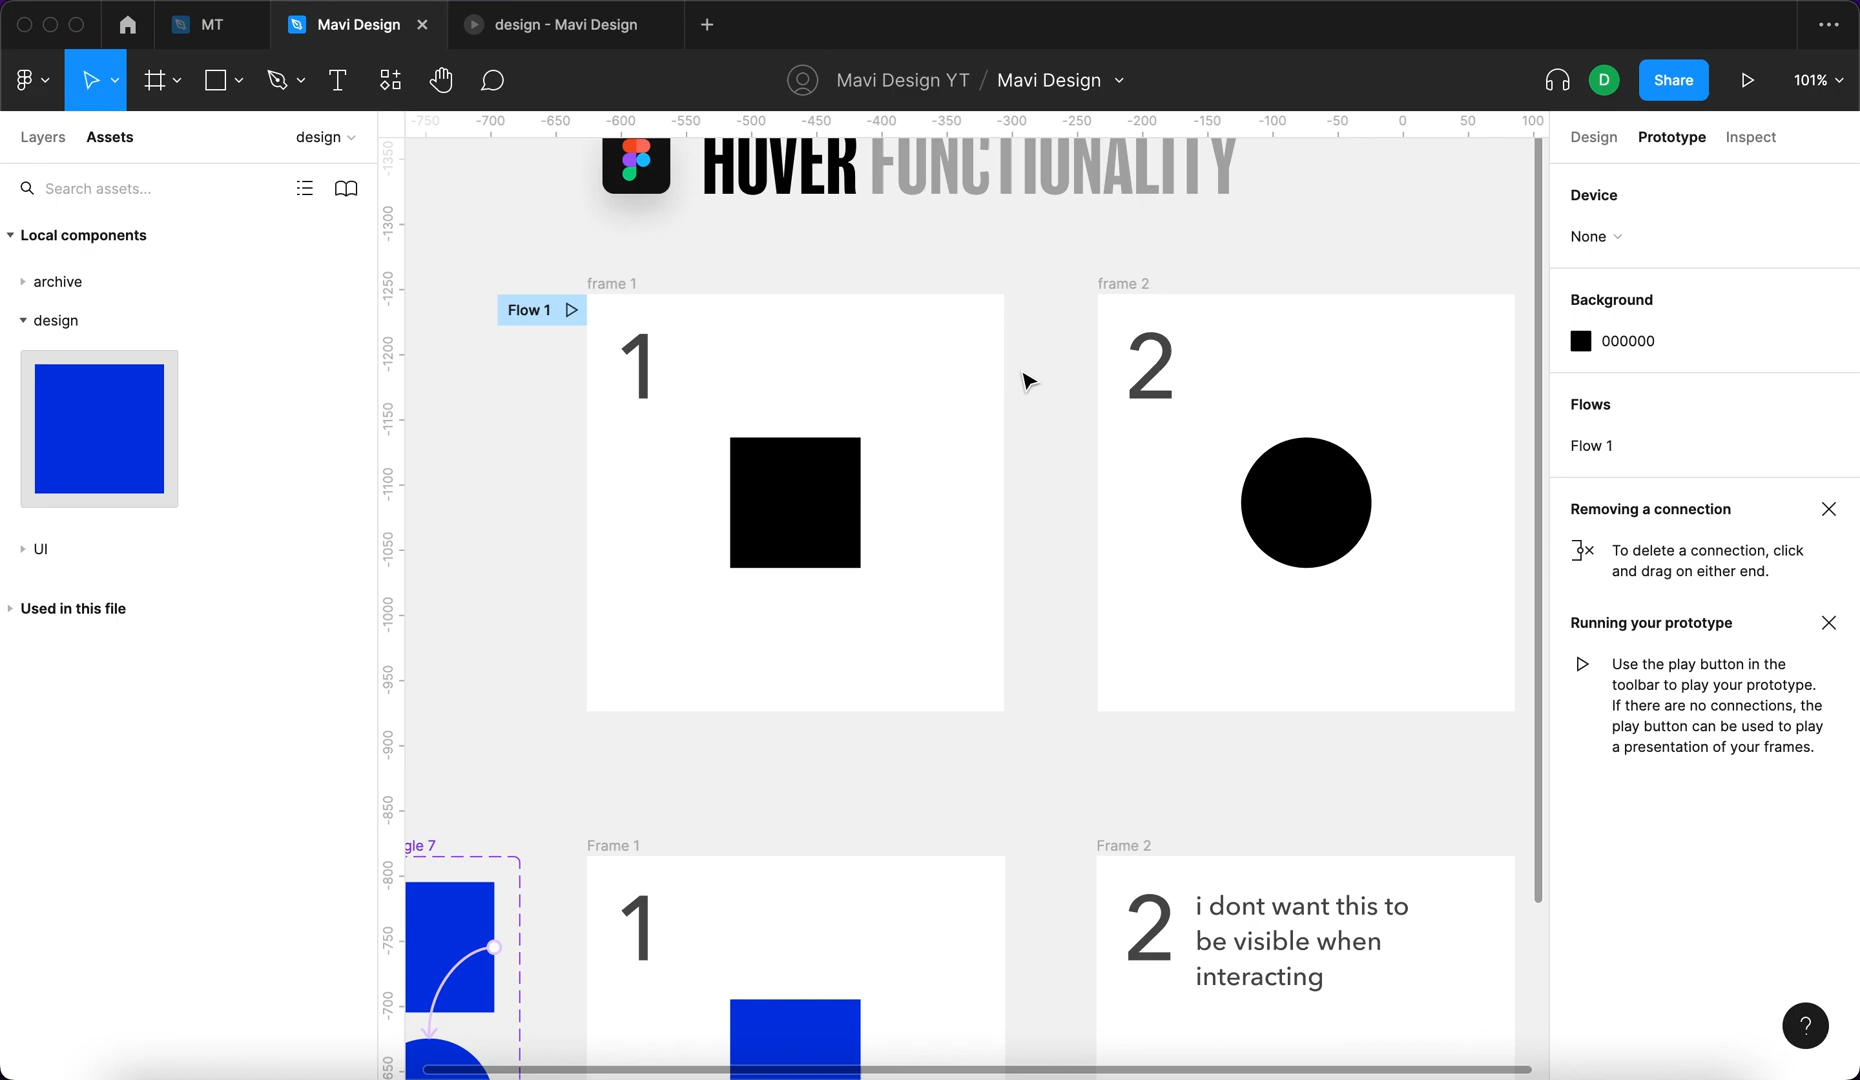 MT
Mavi Design
design - Mavi Design
Mavi Design YT / Mavi Design
D
Share
101%
Layers
Assets
design
Search assets...
Local components
archive
design
UI
Used in this file
-750 -700 -650 -600 -550 -500 -450 -400 -350 -300 -250 -200 -150 -100 -50 0 50 100
-1350
-1300
-1250
-1200
-1150
-1100
-1050
-1000
-950
-900
-850
-800
-750
-700
650
HOVER FUNCTIONALITY
frame 1
frame 2
Flow 1
1
2
gle 7
Frame 1
Frame 2
1
2
i dont want this to
be visible when
interacting
Design
Prototype
Inspect
Device
None
Background
000000
Flows
Flow 1
Removing a connection
To delete a connection, click
and drag on either end.
Running your prototype
Use the play button in the
toolbar to play your prototype.
If there are no connections, the
play button can be used to play
a presentation of your frames.
?